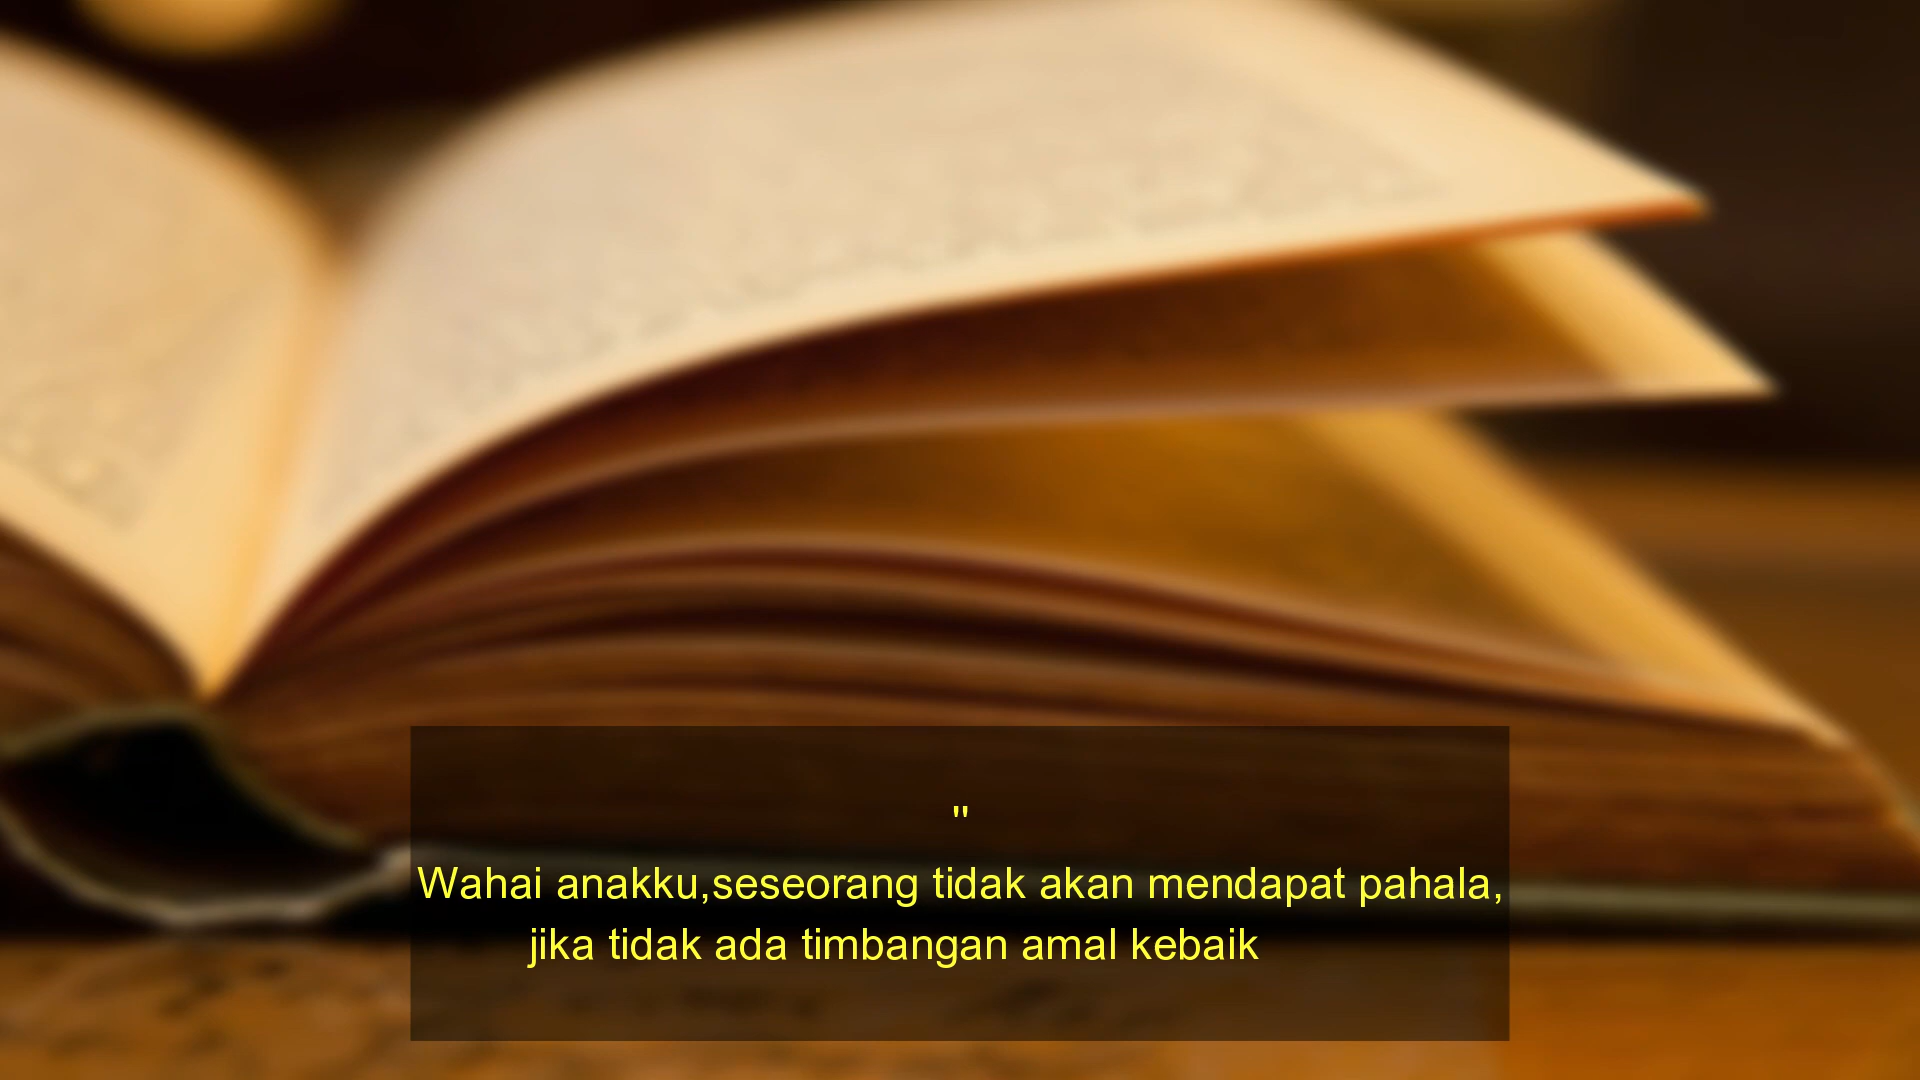 "
Wahai anakku,seseorang tidak akan mendapat pahala,
jika tidak ada timbangan amal kebaik